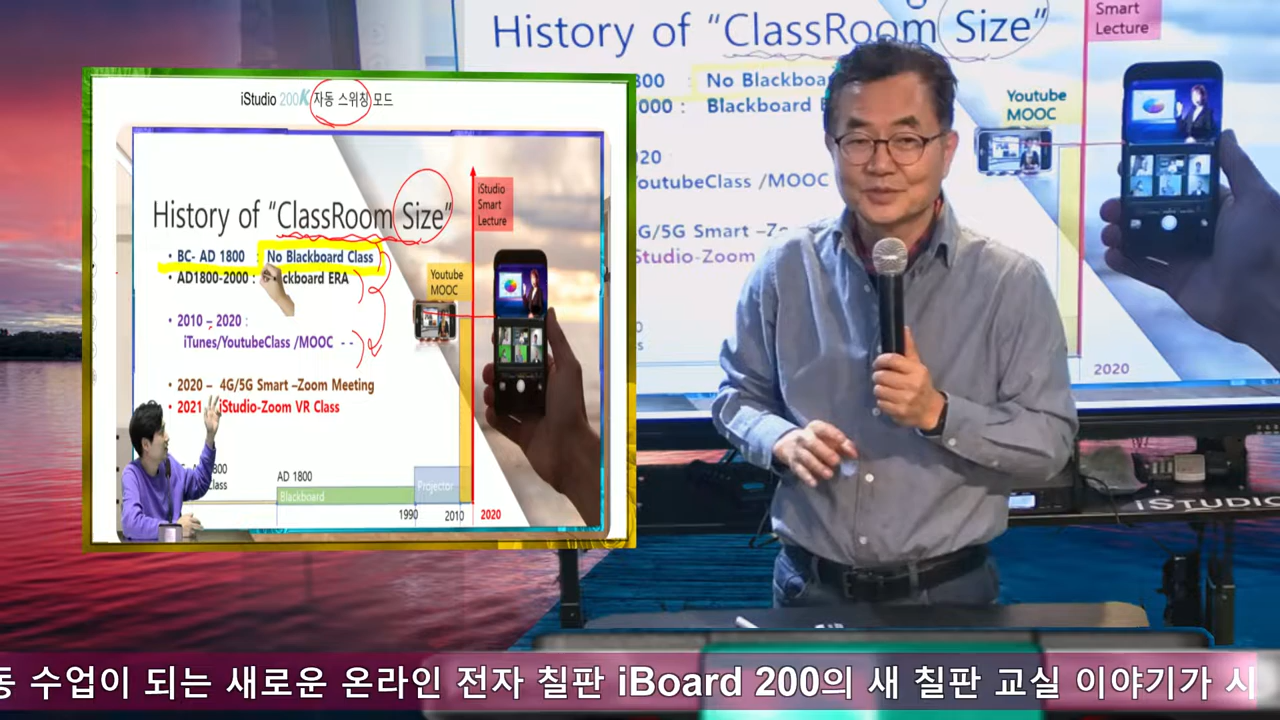 iStudio 200K 자동 스위칭 모드
History of "ClassRoom Size"
• BC- AD 1800 : No Blackboard Class
• AD1800-2000 : ckboard ERA
• 2010 – 2020 :
iTunes/YoutubeClass /MOOC - -
• 2020 – 4G/5G Smart –Zoom Meeting
• 2021 iStudio-Zoom VR Class
iStudio
Smart
Lecture
Youtube
MOOC
AD 1800
Blackboard
Projector
1990
2010
2020
History of "ClassRoom Size"
Smart
Lecture
800 : No Blackboa
000 : Blackboard
Youtube
MOOC
020
YoutubeClass /MOOC
G/5G Smart –Z
Studio-Zoom
2020
iSTUDIO
동 수업이 되는 새로운 온라인 전자 칠판 iBoard 200의 새 칠판 교실 이야기가 시